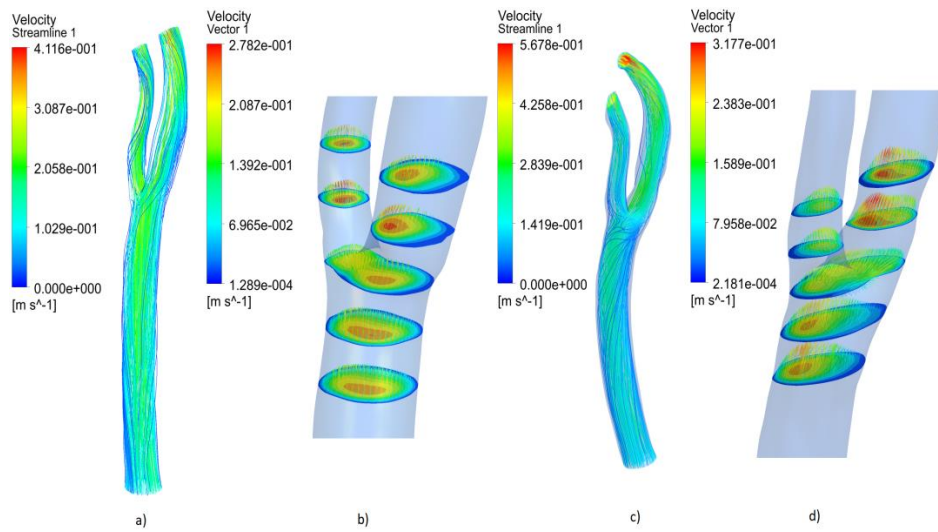 Velocity
Streamline 1
4.116e-001
3.087e-001
2.058e-001
1.029e-001
0.000e+000
[m s^-1]
Velocity
Vector 1
2.782e-001
2.087e-001
1.392e-001
6.965e-002
1.289e-004
[m s^-1]
Velocity
Streamline 1
5.678e-001
4.258e-001
2.839e-001
1.419e-001
0.000e+000
[m s^-1]
Velocity
Vector 1
3.177e-001
2.383e-001
1.589e-001
7.958e-002
2.181e-004
[m s^-1]
a)
b)
c)
d)